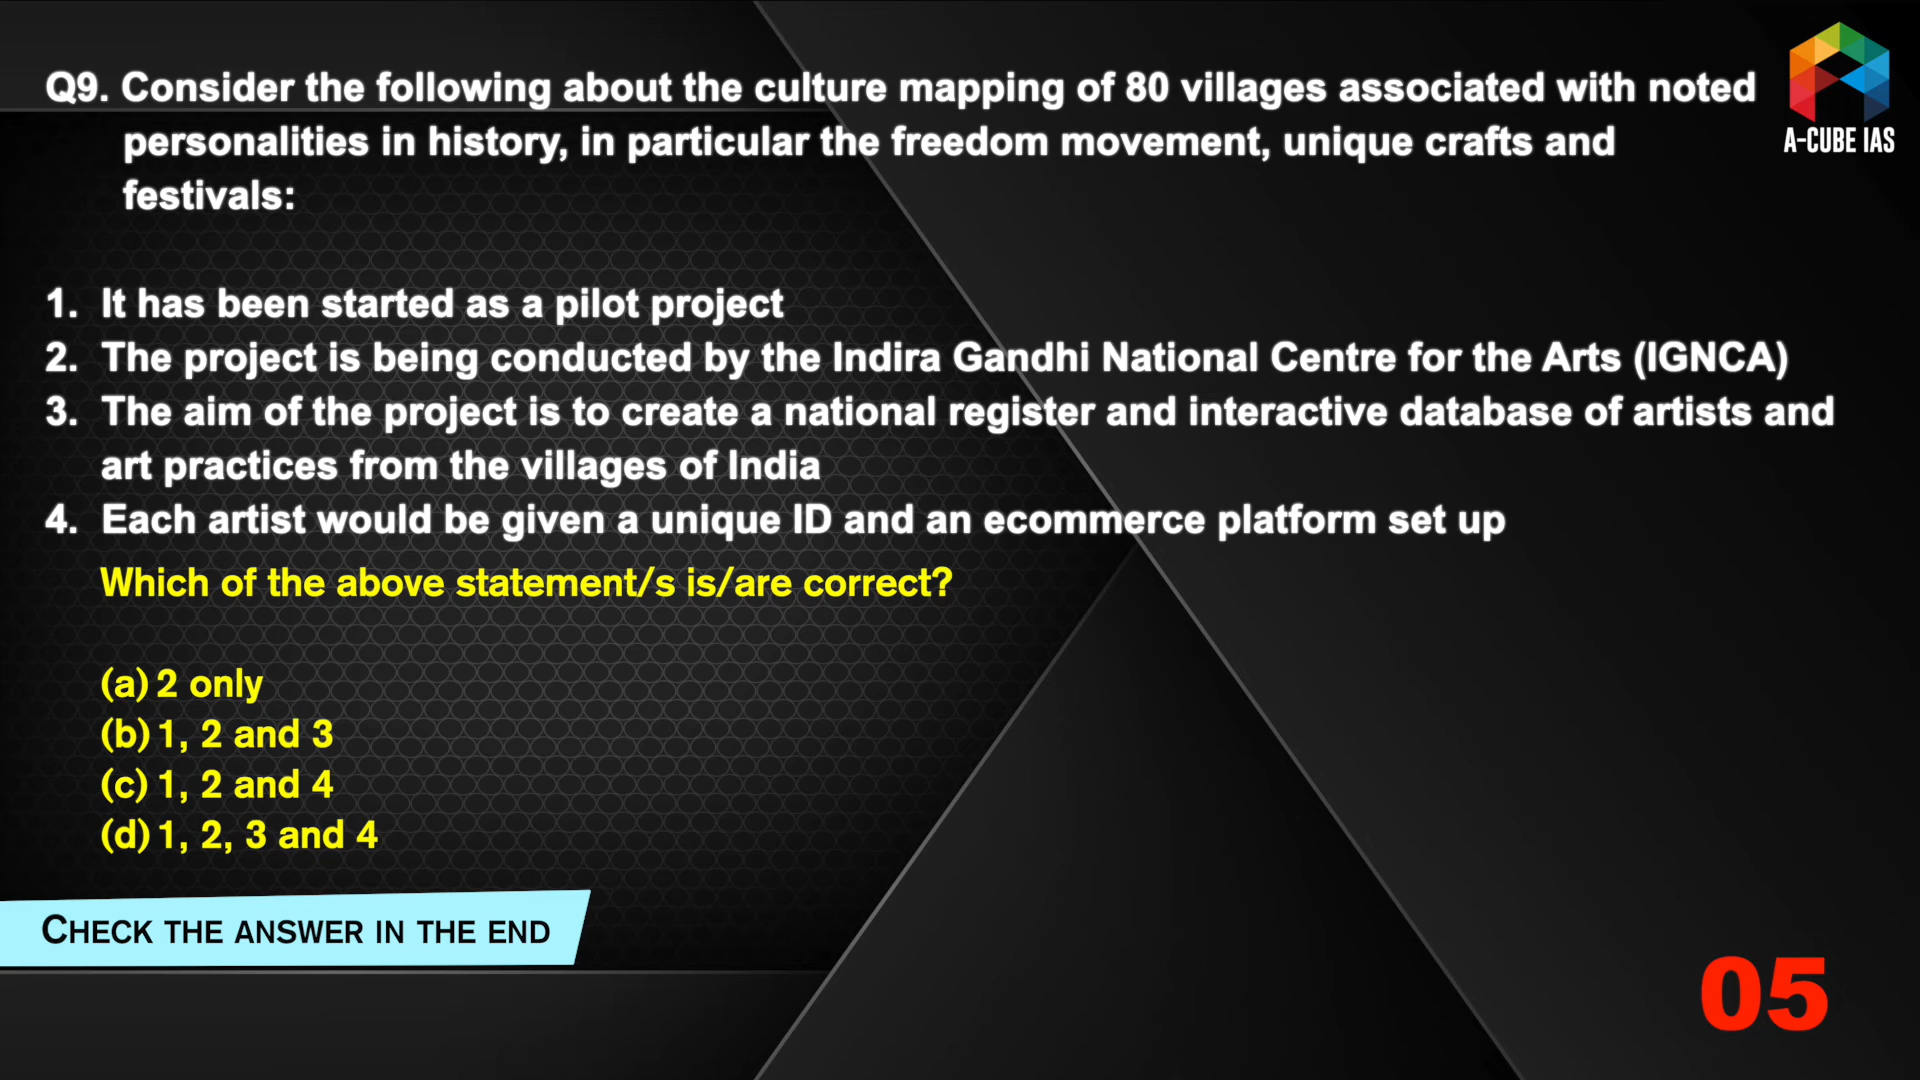 Q9. Consider the following about the culture mapping of 80 villages associated with noted
personalities in history, in particular the freedom movement, unique crafts and
festivals:
A-CUBE IAS
1. It has been started as a pilot project
2. The project is being conducted by the Indira Gandhi National Centre for the Arts (IGNCA)
3. The aim of the project is to create a national register and interactive database of artists and
art practices from the villages of India
4. Each artist would be given a unique ID and an ecommerce platform set up
Which of the above statement/s is/are correct?
(a) 2 only
(b) 1, 2 and 3
(c) 1, 2 and 4
(d) 1, 2, 3 and 4
CHECK THE ANSWER IN THE END
05